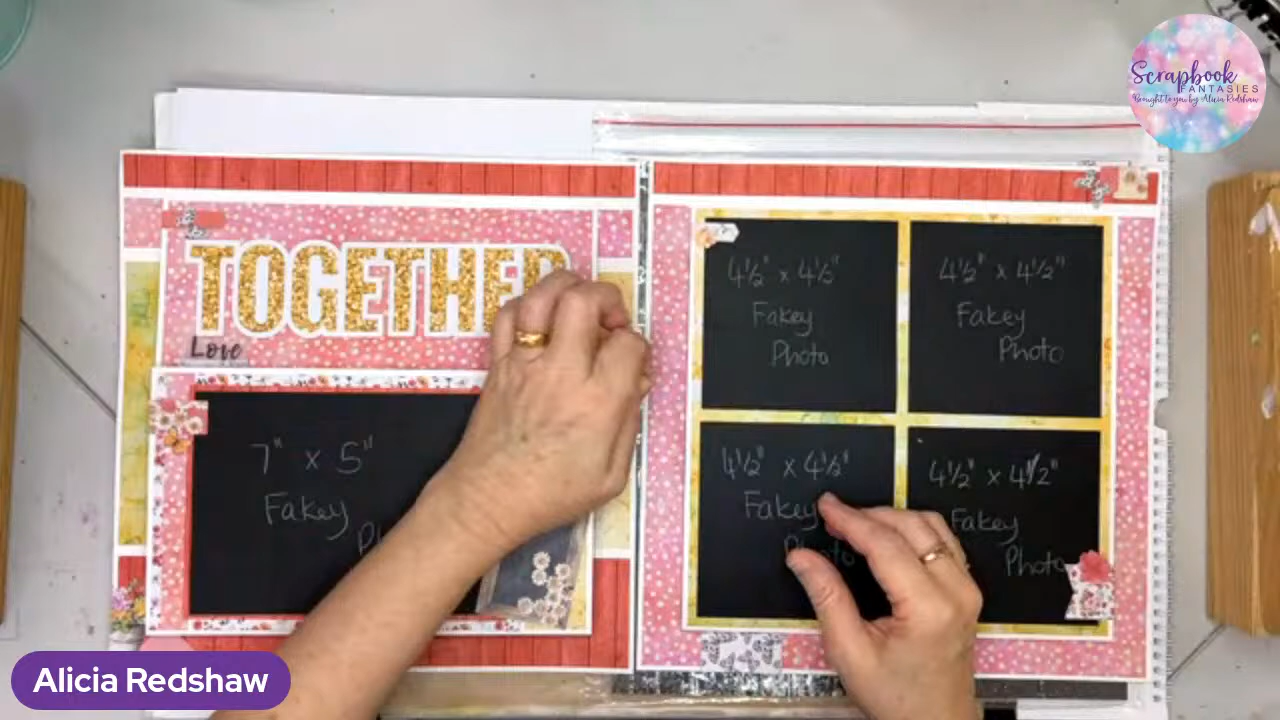 Scrapbook
FANTASIES
Brought to you by Alicia Redshaw
TOGETHER
Love
7" x 5"
Fakey
4½" x 4½"
Fakey
Photo
4½" x 4½"
Fakey
Photo
4½" x 4½"
Fakey
Photo
4½" x 4½"
Fakey
Photo
Alicia Redshaw